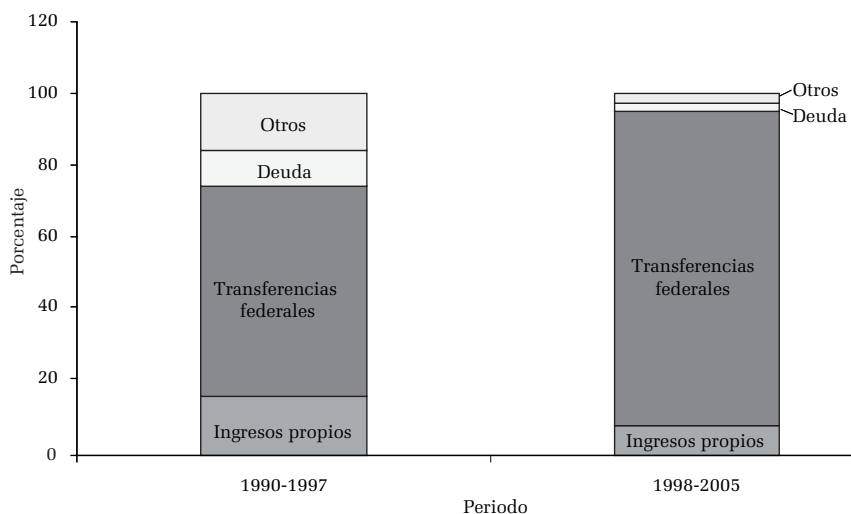 120
100
80
60
40
20
0
Porcentaje
Otros
Deuda
Transferencias
federales
Ingresos propios
Otros
Deuda
Transferencias
federales
Ingresos propios
1990-1997
1998-2005
Periodo